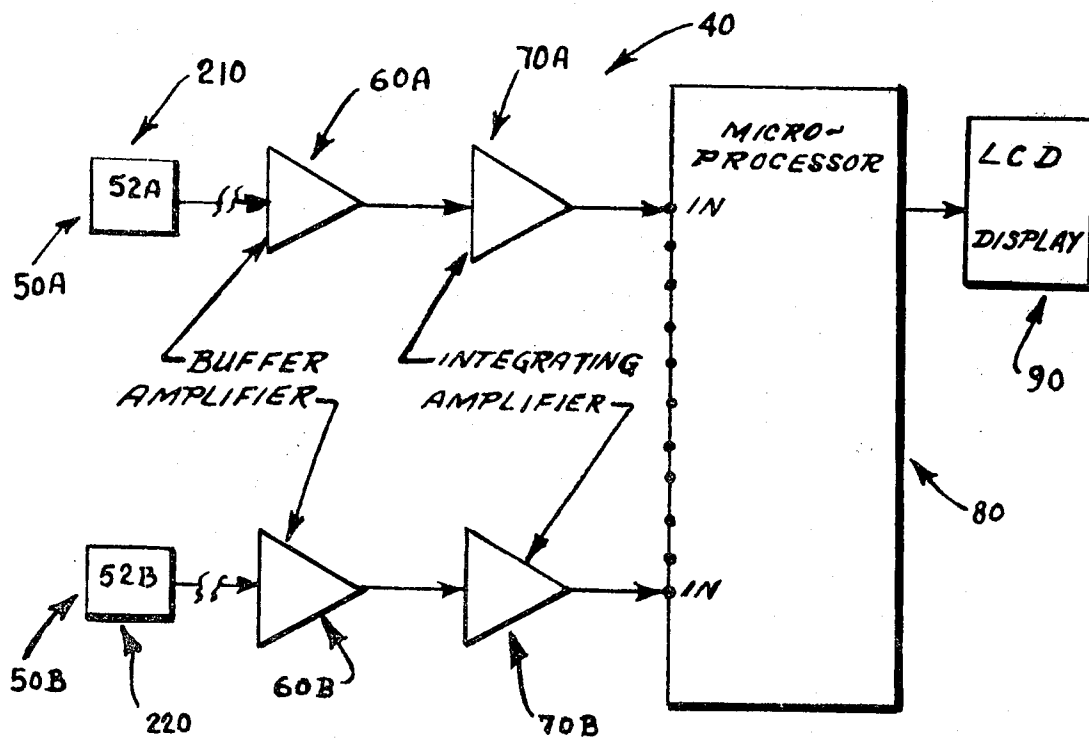 40
210
60A
70A
MICRO-
PROCESSOR
LCD
DISPLAY
52A
IN
50A
BUFFER
AMPLIFIER
INTEGRATING
AMPLIFIER
90
80
52B
IN
50B
220
60B
70B